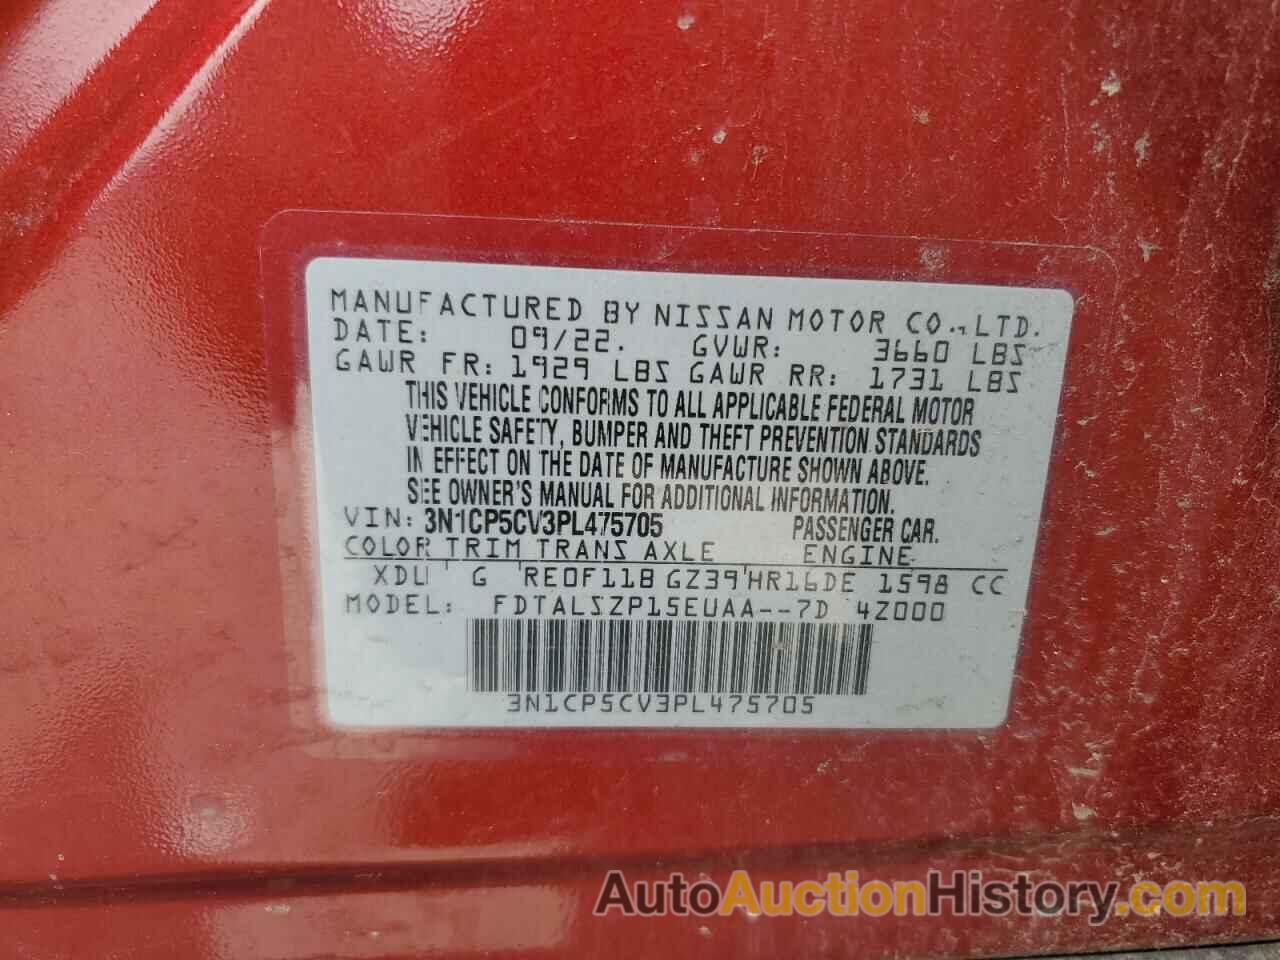 MANUFACTURED BY NISSAN MOTOR CO., LTD.
DATE: 09/22. GVWR: 3660 LBS
GAWR FR: 1929 LBS GAWR RR: 1731 LBS
THIS VEHICLE CONFORMS TO ALL APPLICABLE FEDERAL MOTOR
VEHICLE SAFETY, BUMPER AND THEFT PREVENTION STANDARDS
IN EFFECT ON THE DATE OF MANUFACTURE SHOWN ABOVE.
SEE OWNER'S MANUAL FOR ADDITIONAL INFORMATION.
VIN: 3N1CP5CV3PL475705 PASSENGER CAR.
COLOR TRIM TRANS AXLE ENGINE
XDU G RE0F11B GZ39 HR16DE 1598 CC
MODEL: FDTALSZP15EUAA--7D 4Z000
3N1CP5CV3PL475705
AutoAuctionHistory.com